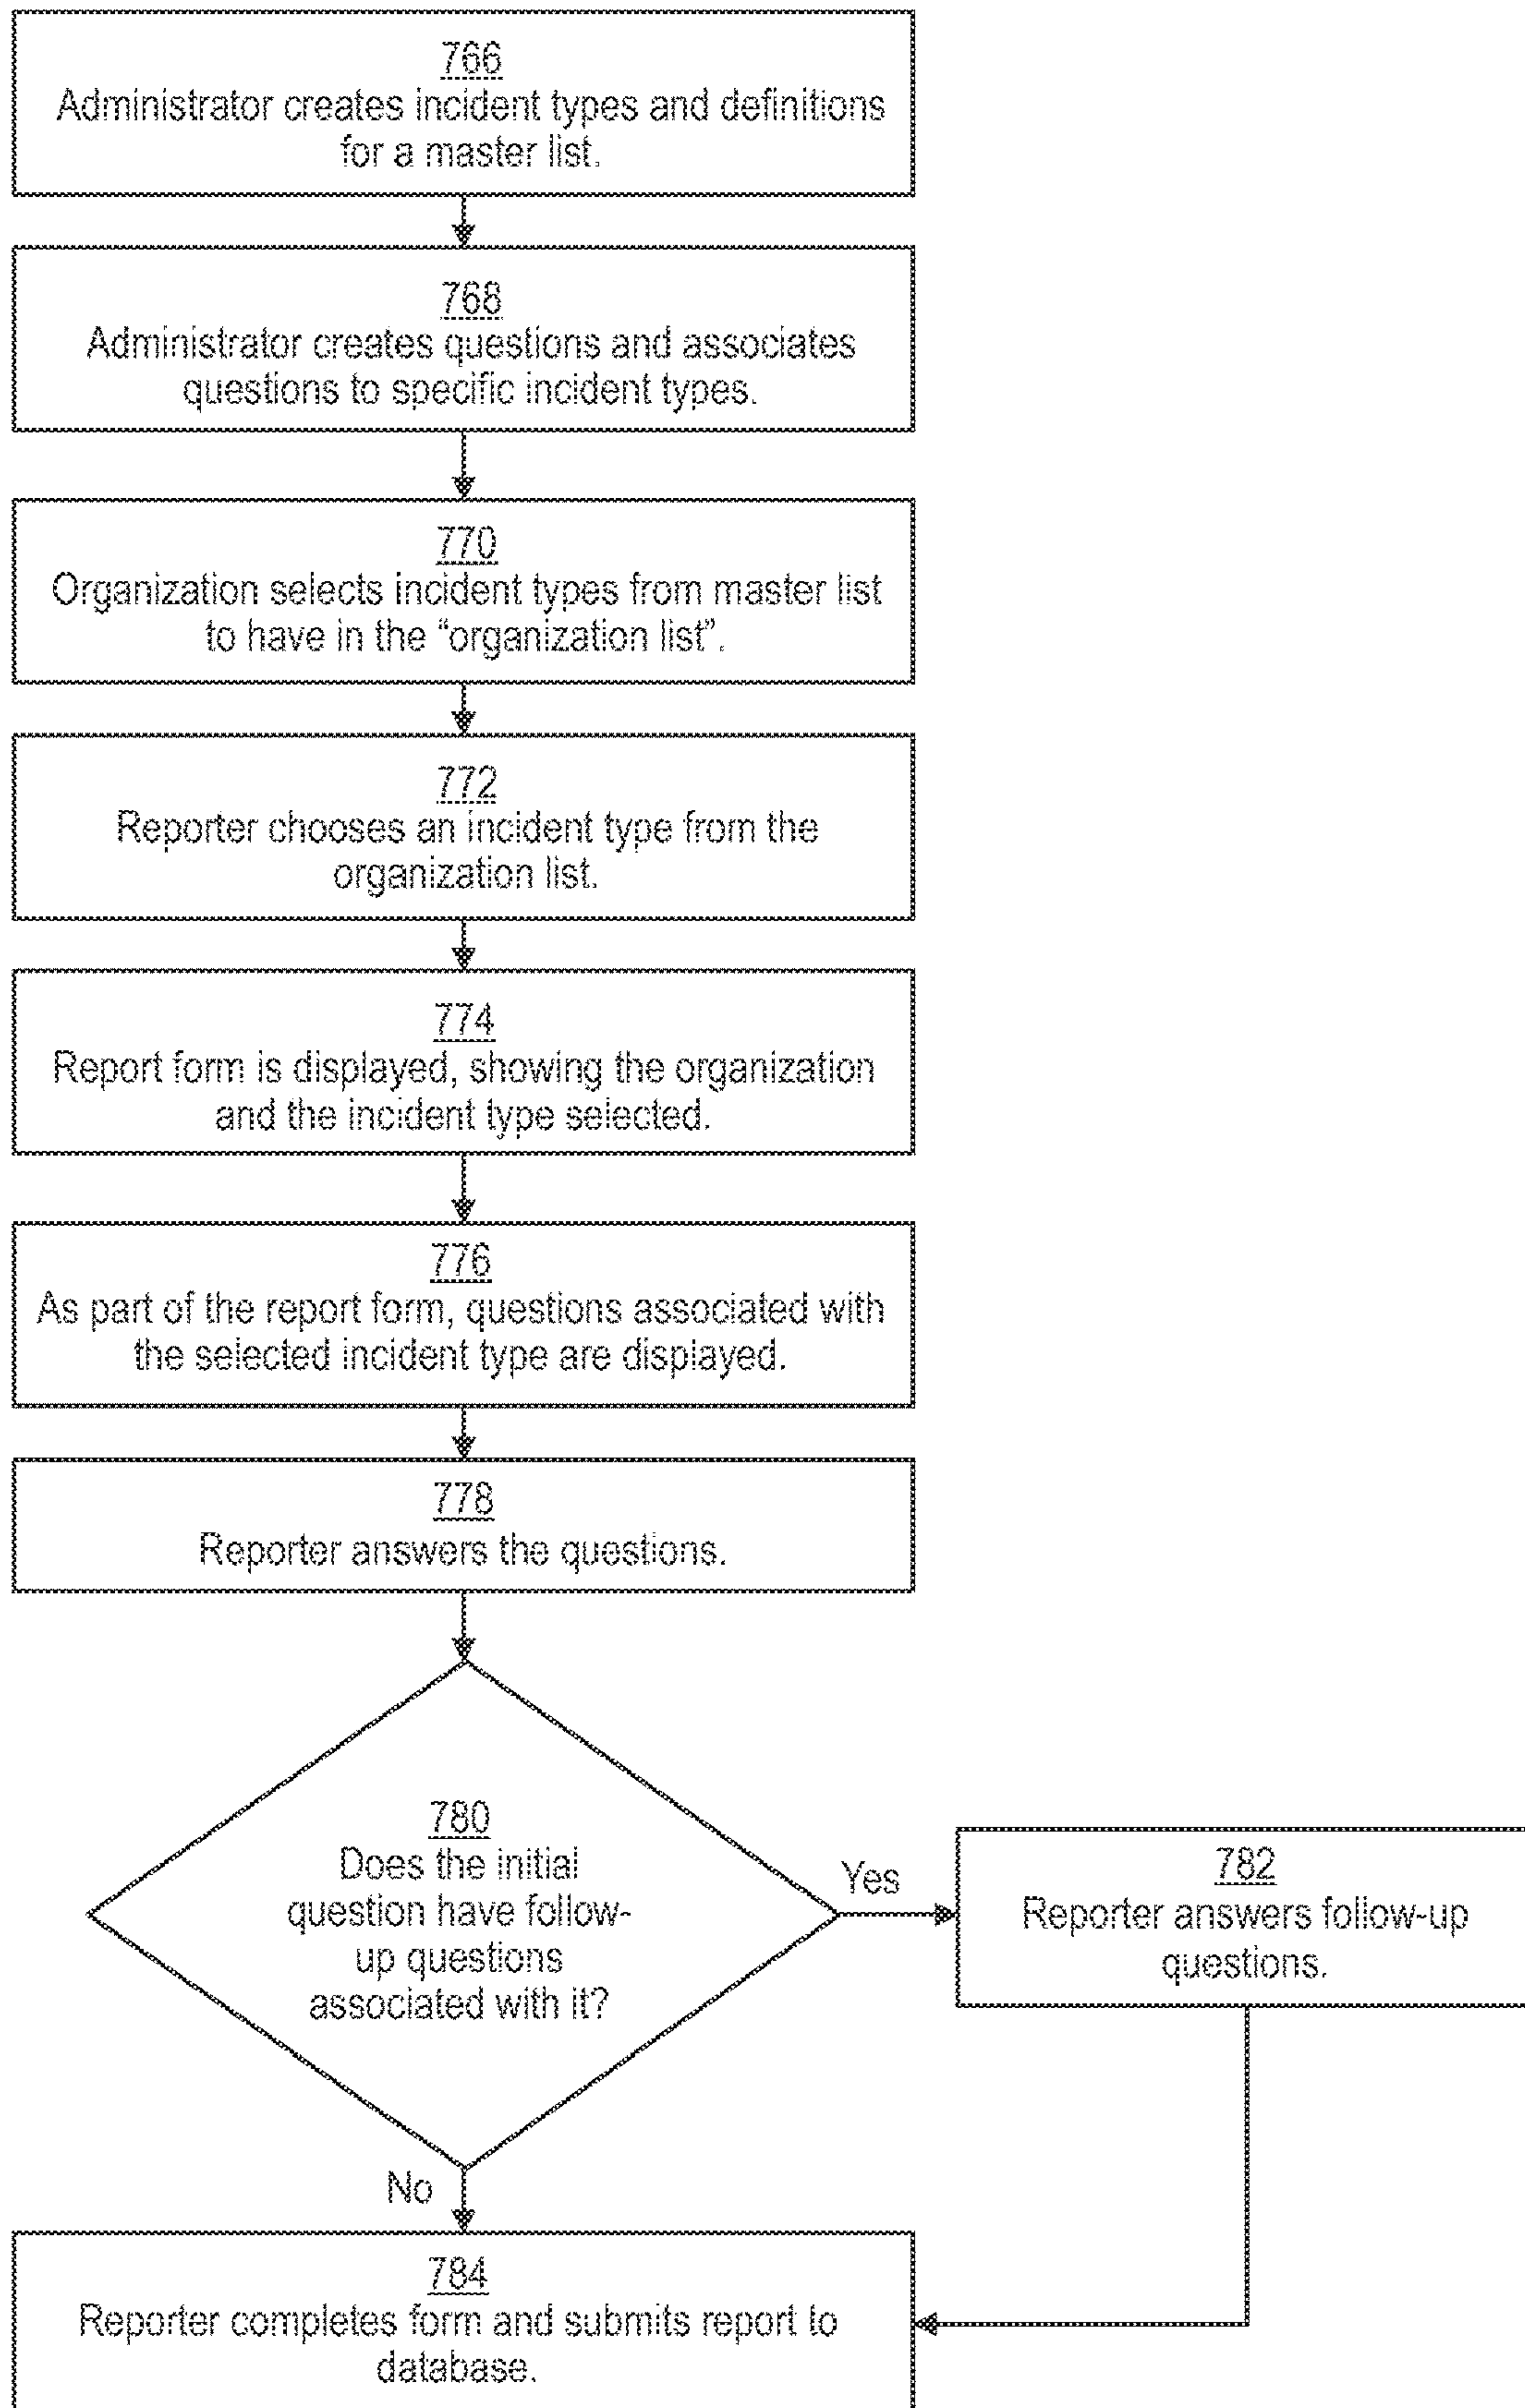 766
Administrator creates incident types and definitions
for a master list.
768
Administrator creates questions and associates
questions to specific incident types.
770
Organization selects incident types from master list
to have in the “organization list”.
772
Reporter chooses an incident type from the
organization list.
774
Report form is displayed, showing the organization
and the incident type selected.
776
As part of the report form, questions associated with
the selected incident type are displayed.
778
Reporter answers the questions.
780
Does the initial
question have follow-
up questions
associated with it?
Yes
782
Reporter answers follow-up
questions.
No
784
Reporter completes form and submits report to
database.